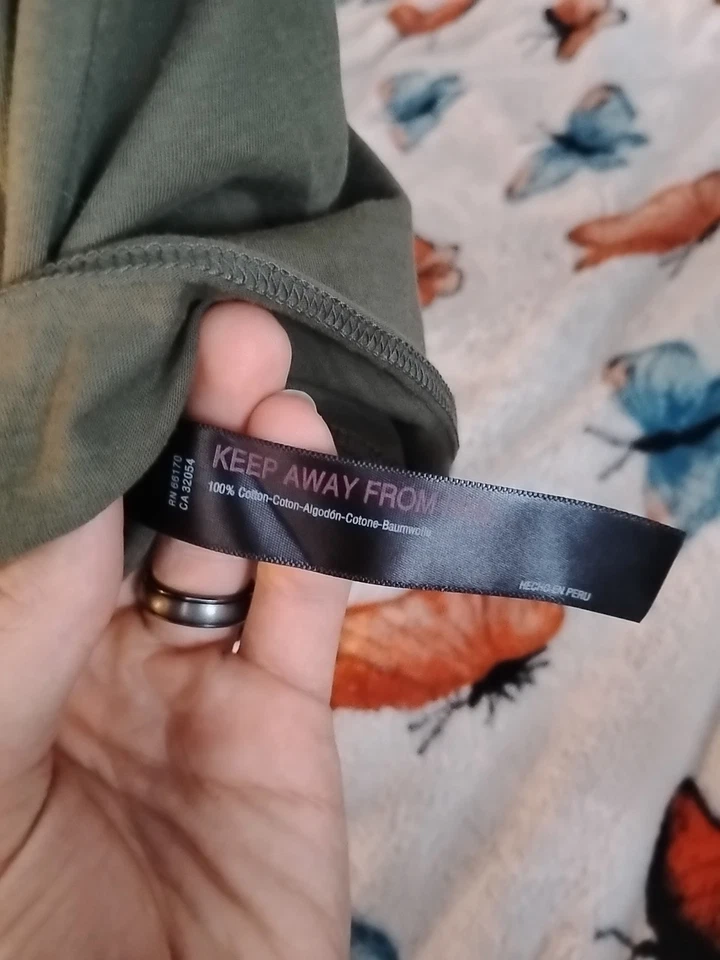 RN 66170
CA 32054
KEEP AWAY FROM
100% Cotton-Coton-Algodón-Cotone-Baumwolle
HECHO EN PERU